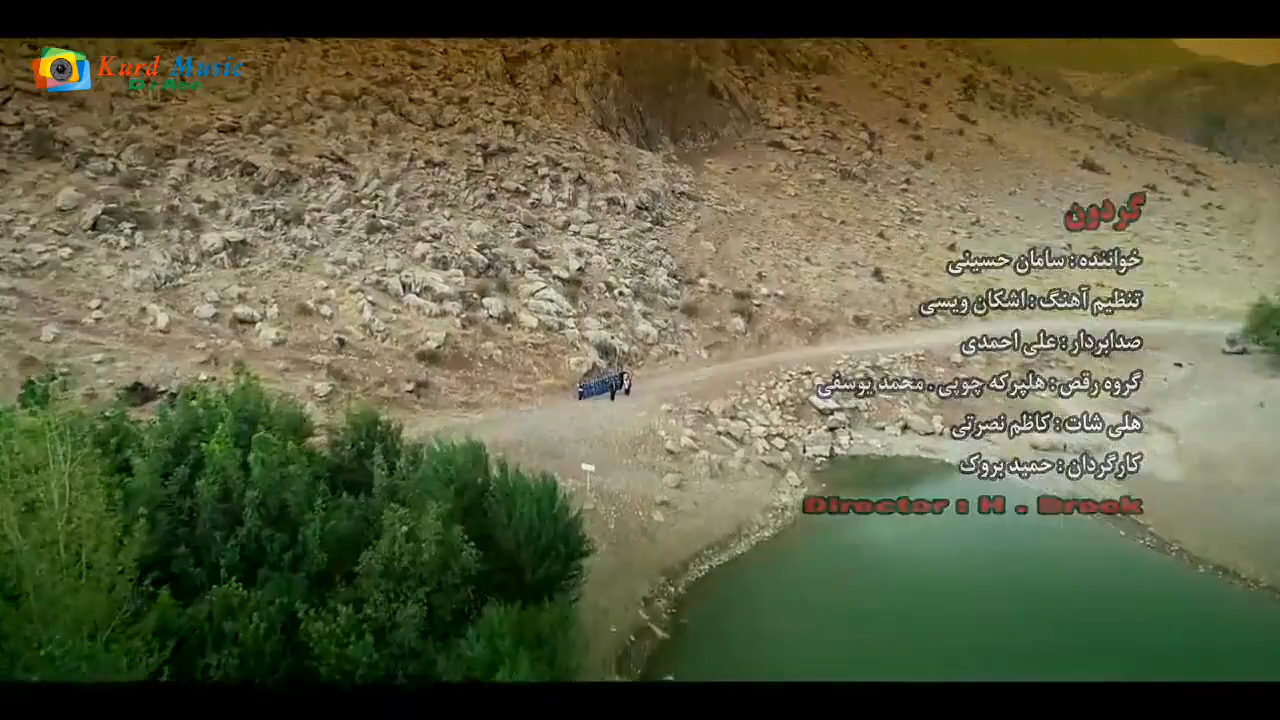 Kurd Music
گردون
خواننده : سامان حسینی
تنظیم آهنگ : اشکان ویسی
صدابردار : علی احمدی
گروه رقص : هلپرکه چوپی . محمد یوسفی
هلی شات : کاظم نصرتی
کارگردان : حمید بروک
Director : H . Brook